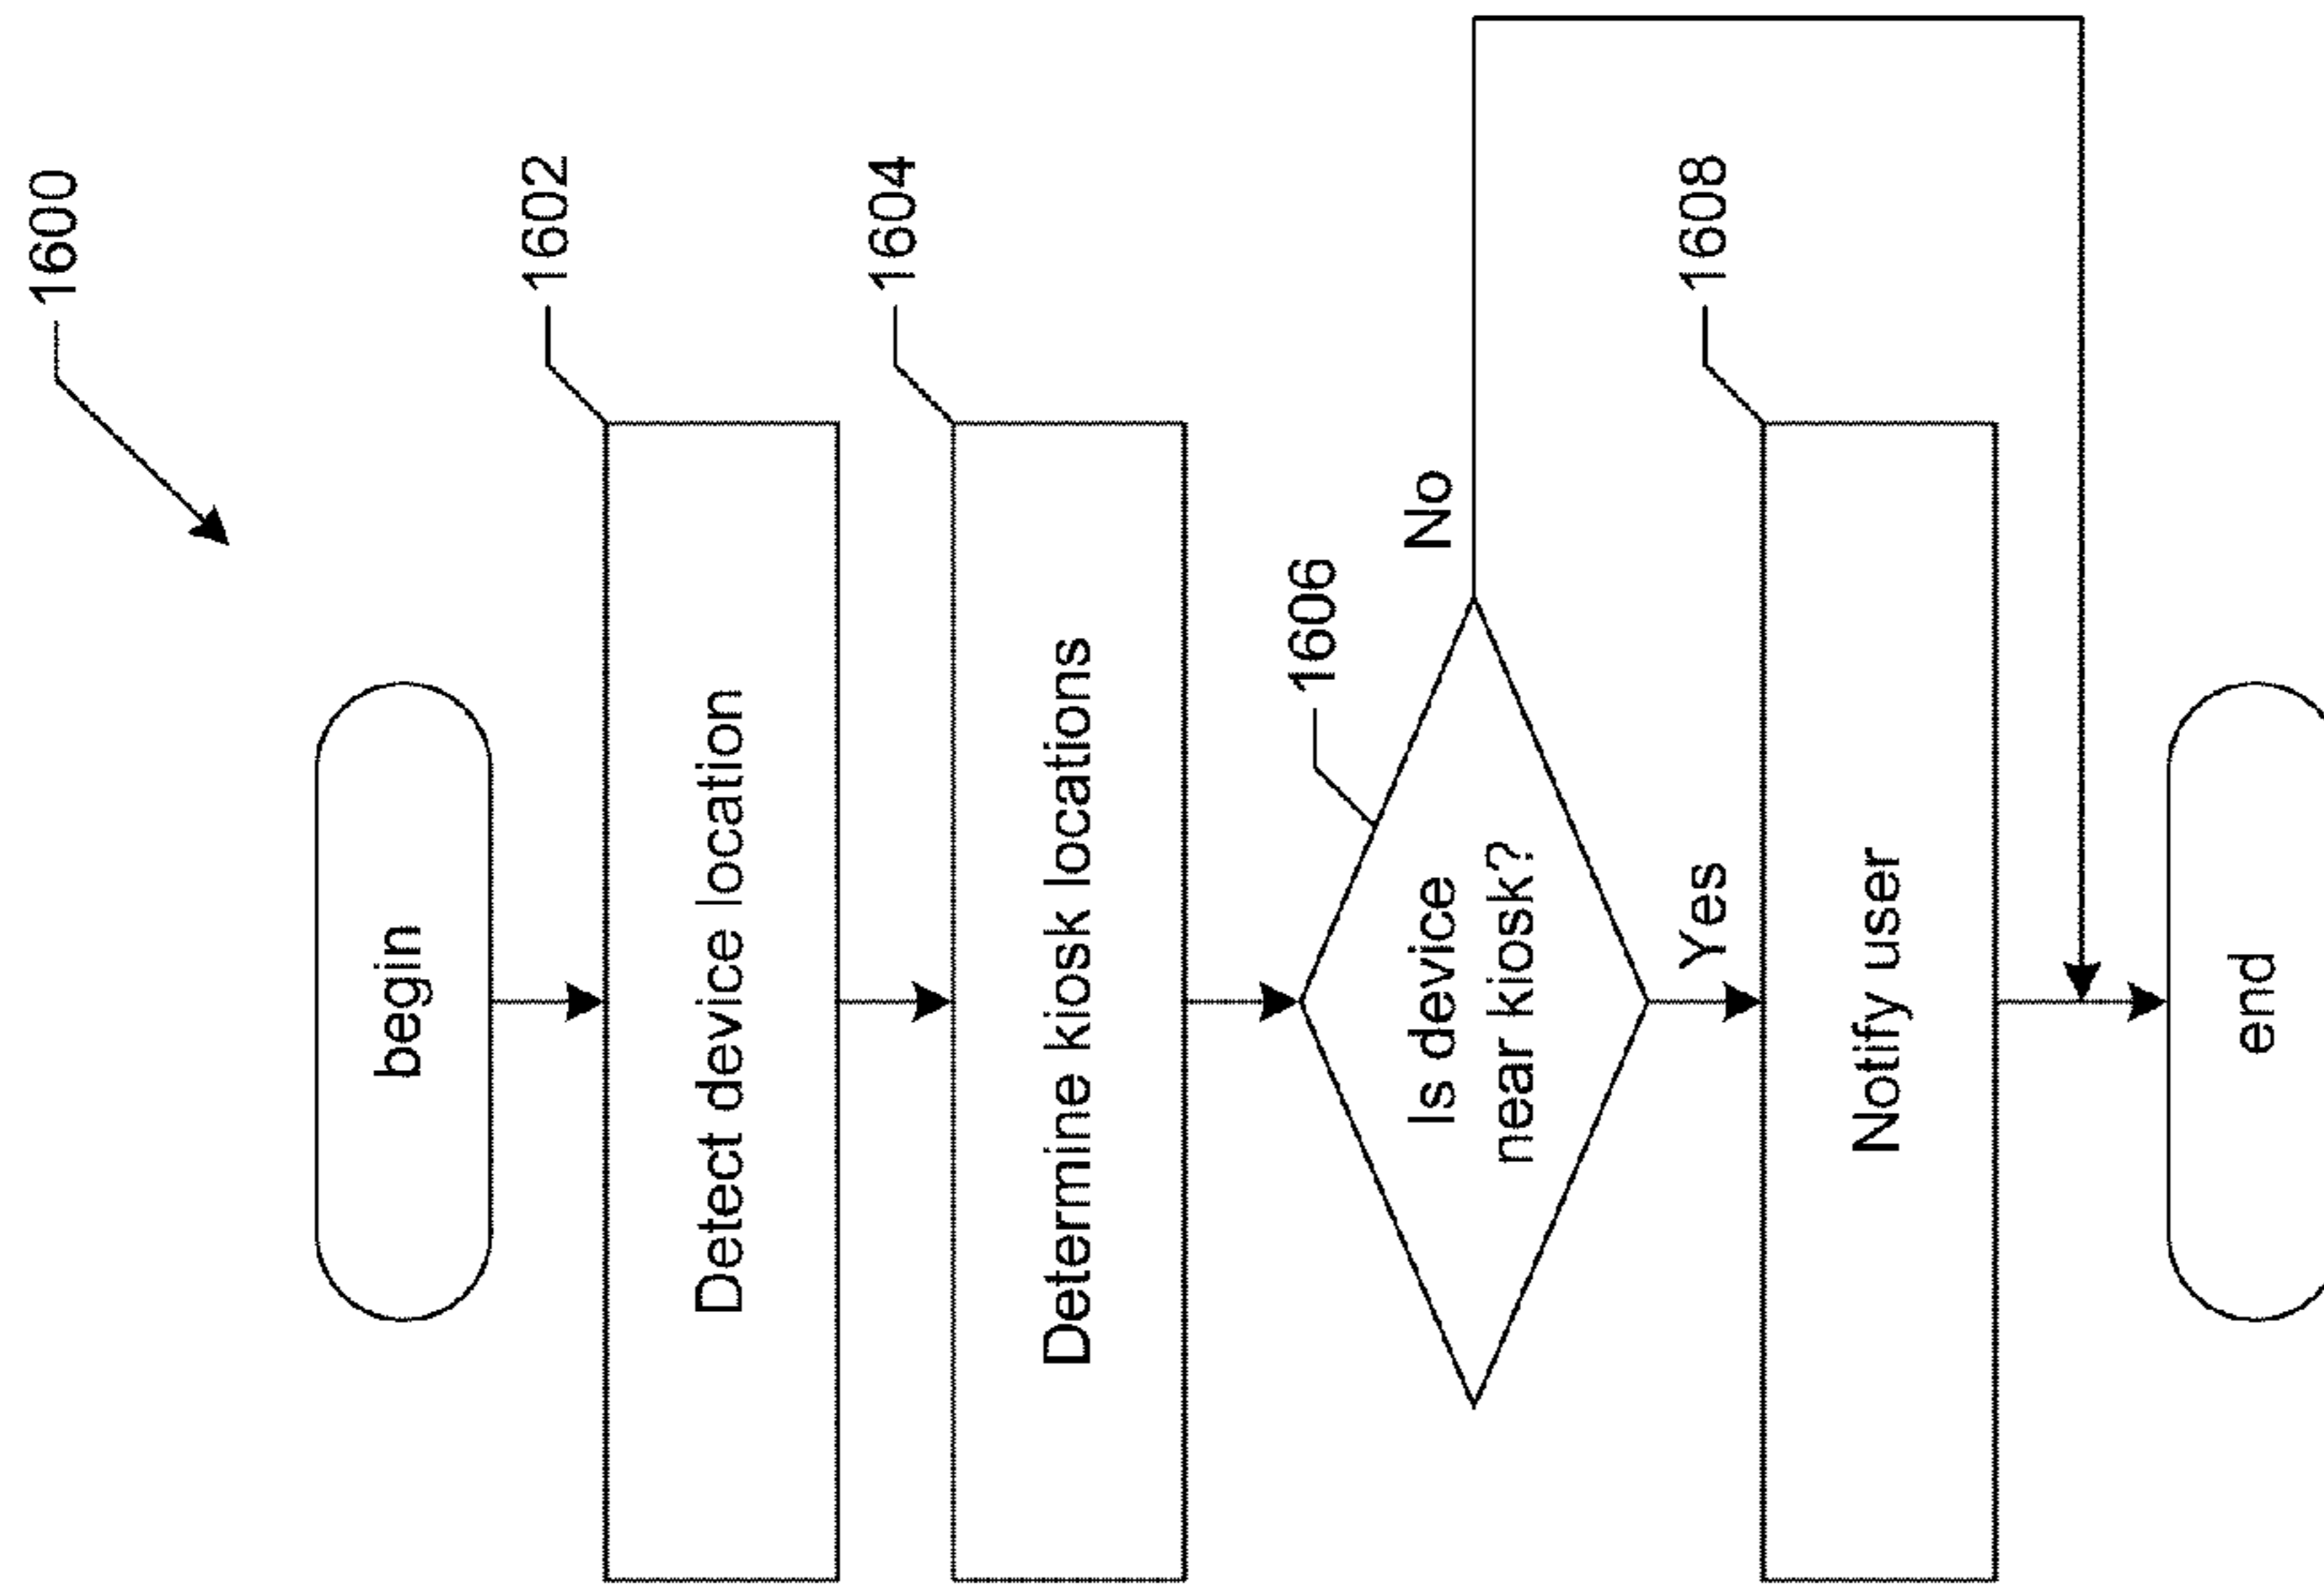 1600
begin
1602
Detect device location
1604
Determine kiosk locations
1606
Is device
near kiosk?
No
Yes
1608
Notify user
end